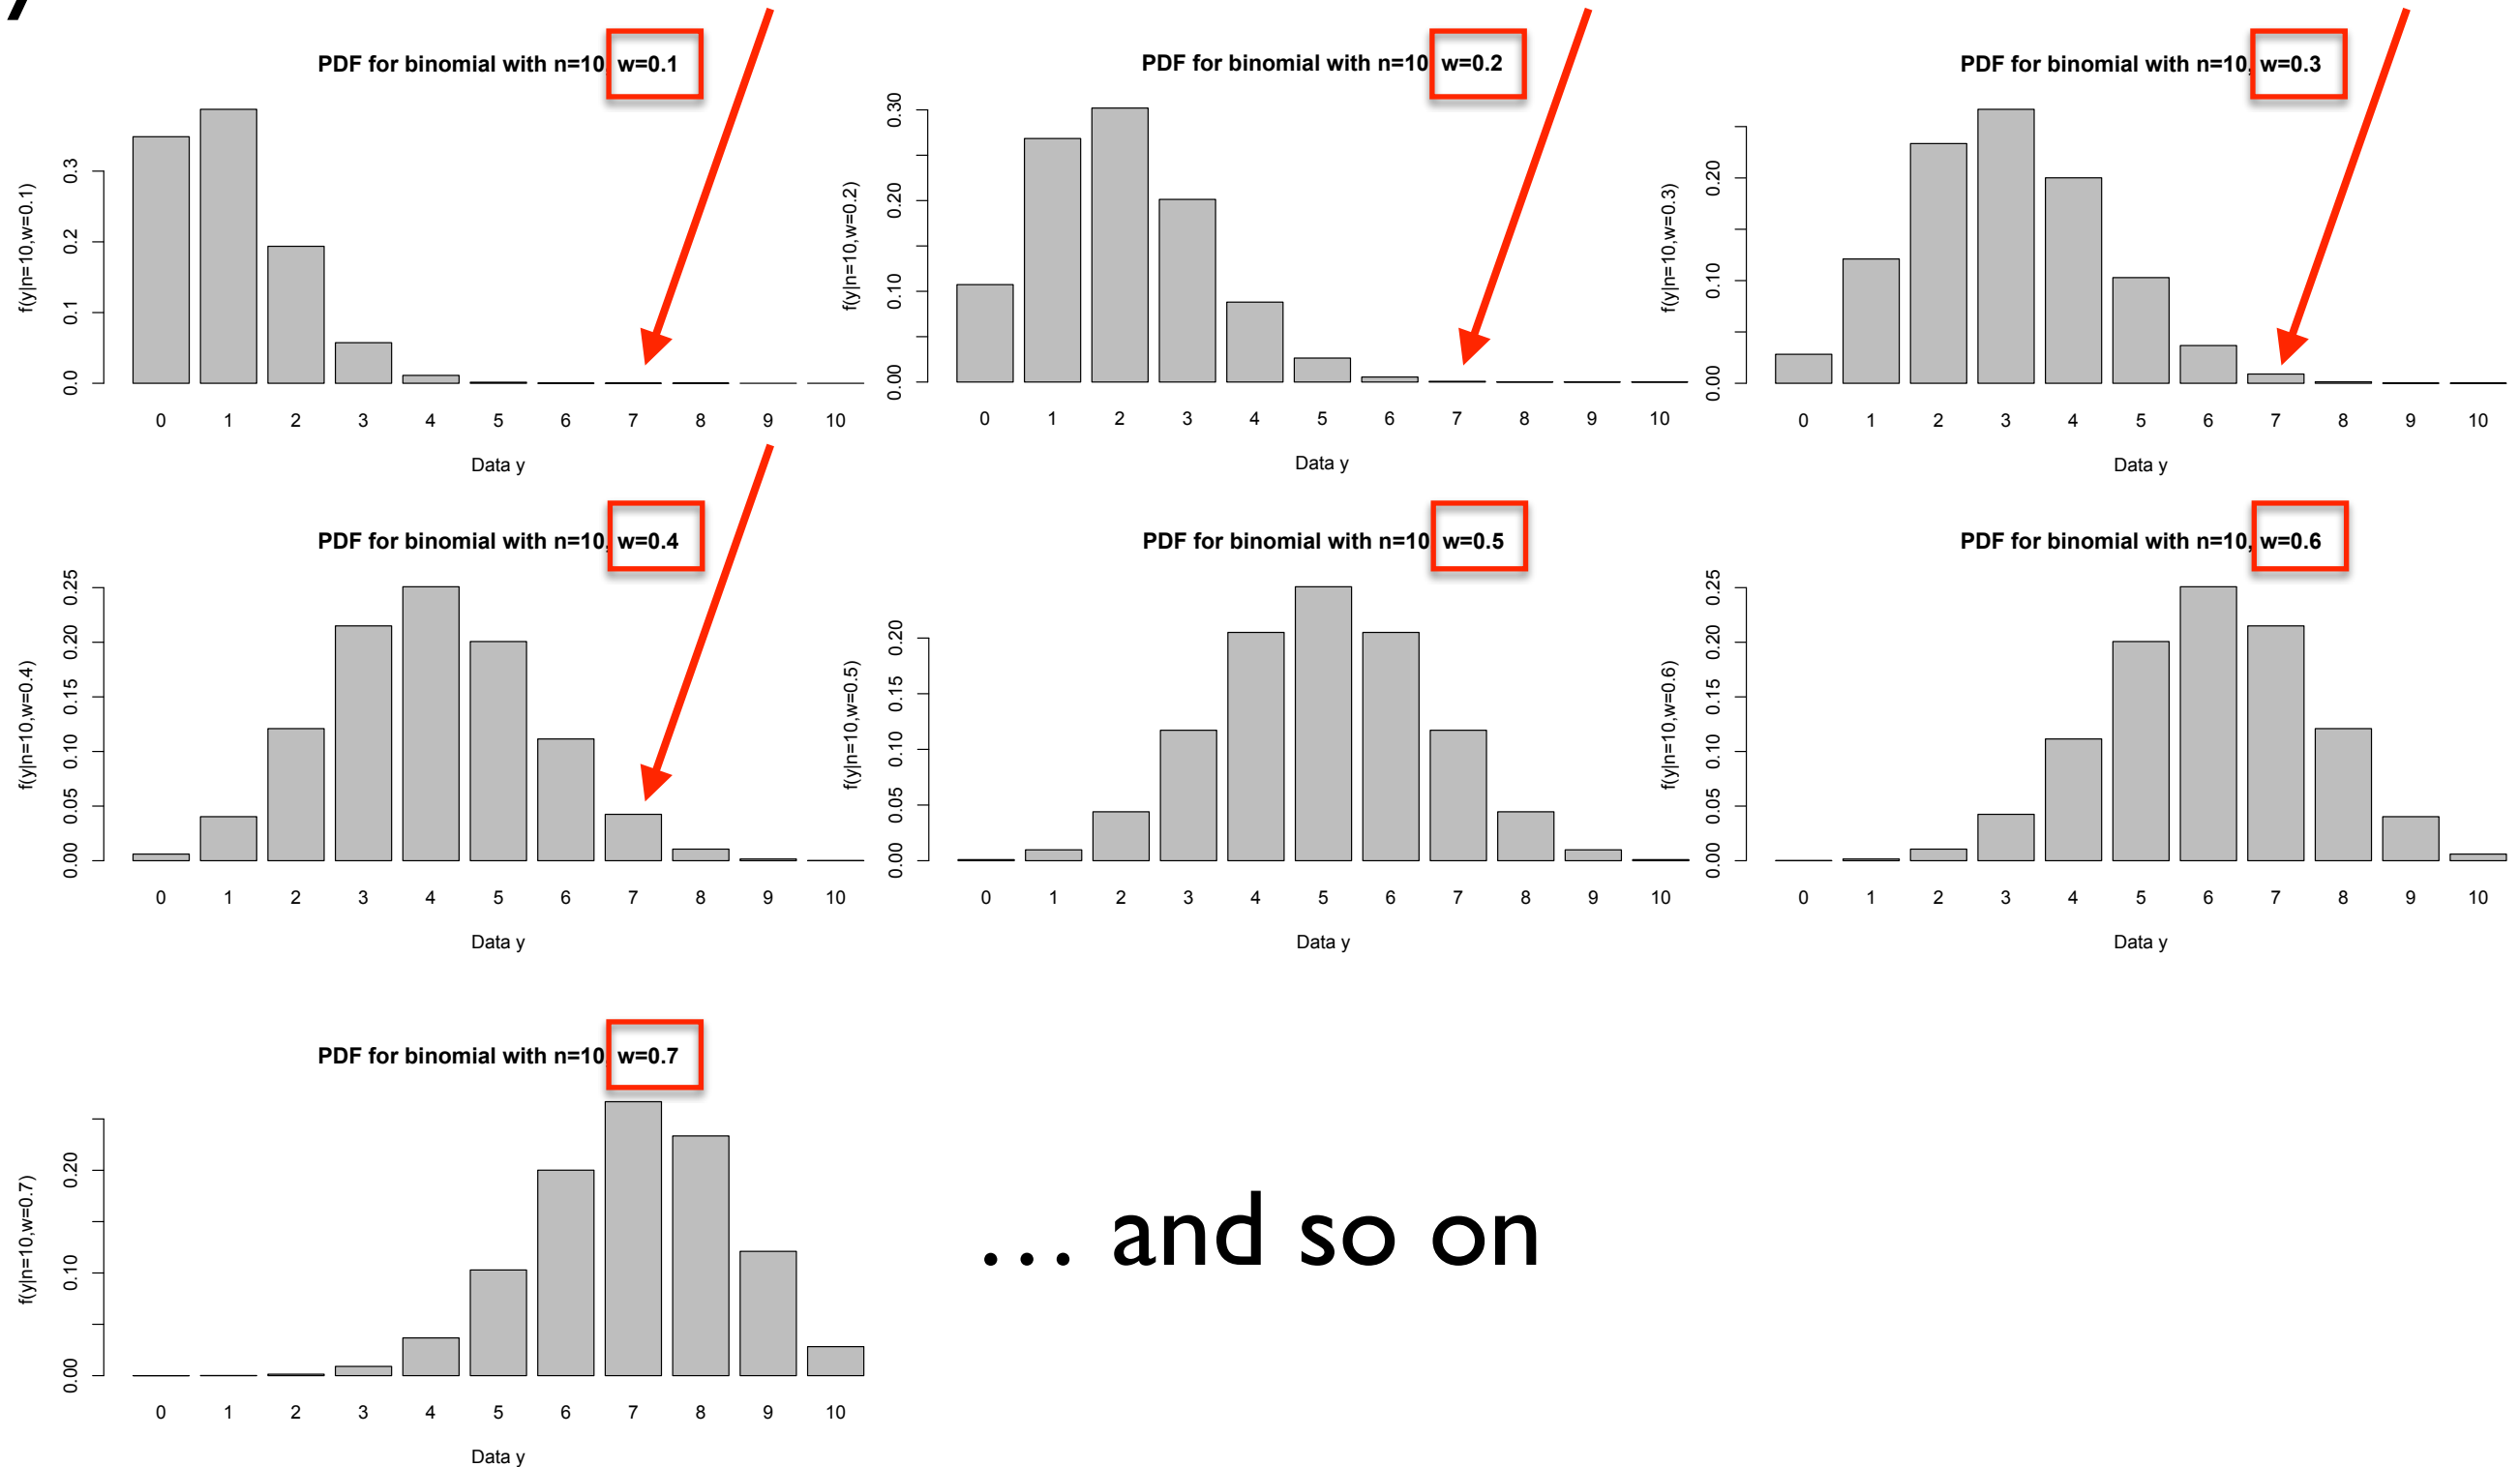 PDF for binomial with n=10, w=0.1
f(y|n=10,w=0.1)
0.0 0.1 0.2 0.3
0 1 2 3 4 5 6 7 8 9 10
Data y
PDF for binomial with n=10 w=0.2
f(y|n=10,w=0.2)
0.00 0.10 0.20 0.30
0 1 2 3 4 5 6 7 8 9 10
Data y
PDF for binomial with n=10, w=0.3
f(y|n=10,w=0.3)
0.00 0.10 0.20
0 1 2 3 4 5 6 7 8 9 10
Data y
PDF for binomial with n=10, w=0.4
f(y|n=10,w=0.4)
0.00 0.05 0.10 0.15 0.20 0.25
0 1 2 3 4 5 6 7 8 9 10
Data y
PDF for binomial with n=10 w=0.5
f(y|n=10,w=0.5)
0.00 0.05 0.10 0.15 0.20
0 1 2 3 4 5 6 7 8 9 10
Data y
PDF for binomial with n=10, w=0.6
f(y|n=10,w=0.6)
0.00 0.05 0.10 0.15 0.20 0.25
0 1 2 3 4 5 6 7 8 9 10
Data y
PDF for binomial with n=10 w=0.7
f(y|n=10,w=0.7)
0.00 0.10 0.20
0 1 2 3 4 5 6 7 8 9 10
Data y
... and so on